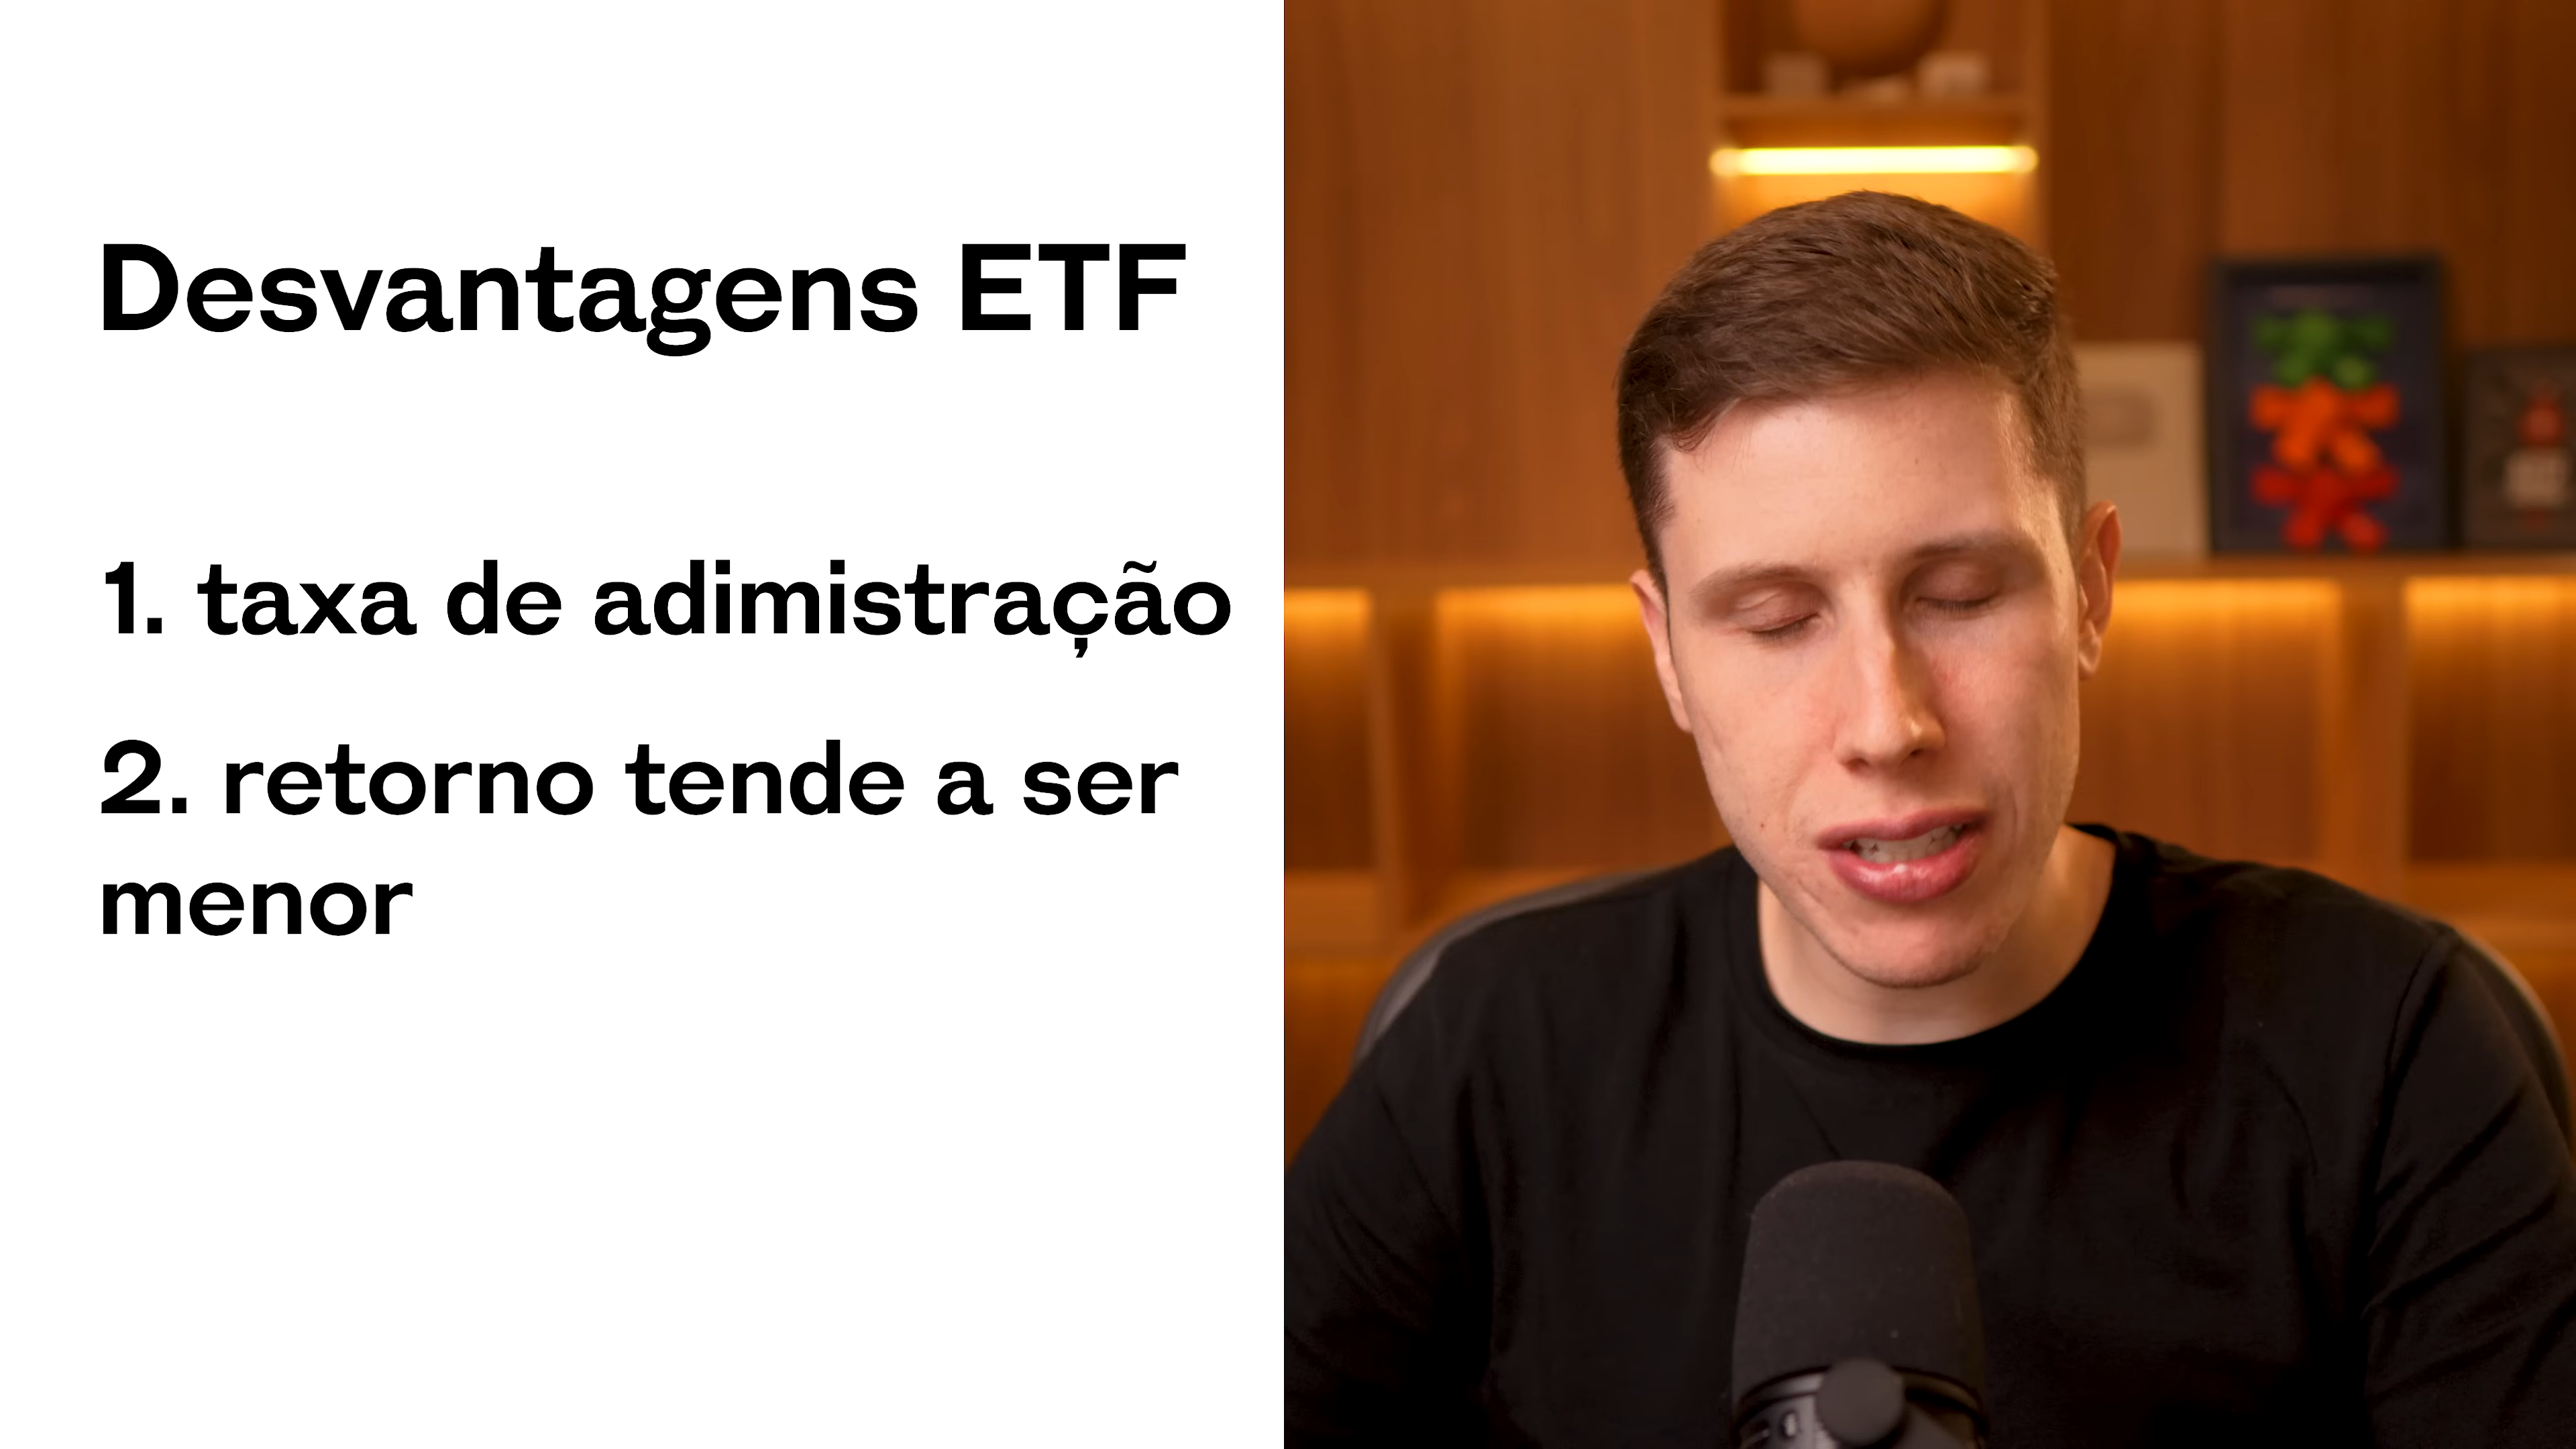 Desvantagens ETF
1. taxa de adimistração
2. retorno tende a ser
menor